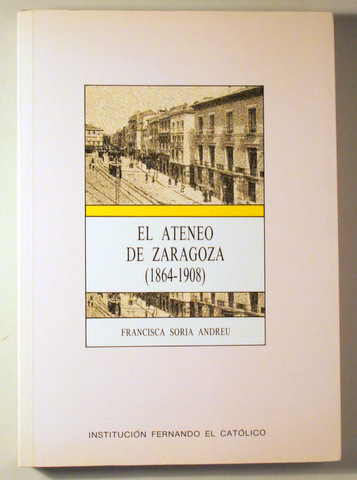 EL ATENEO
DE ZARAGOZA
(1864-1908)
FRANCISCA SORIA ANDREU
INSTITUCIÓN FERNANDO EL CATÓLICO